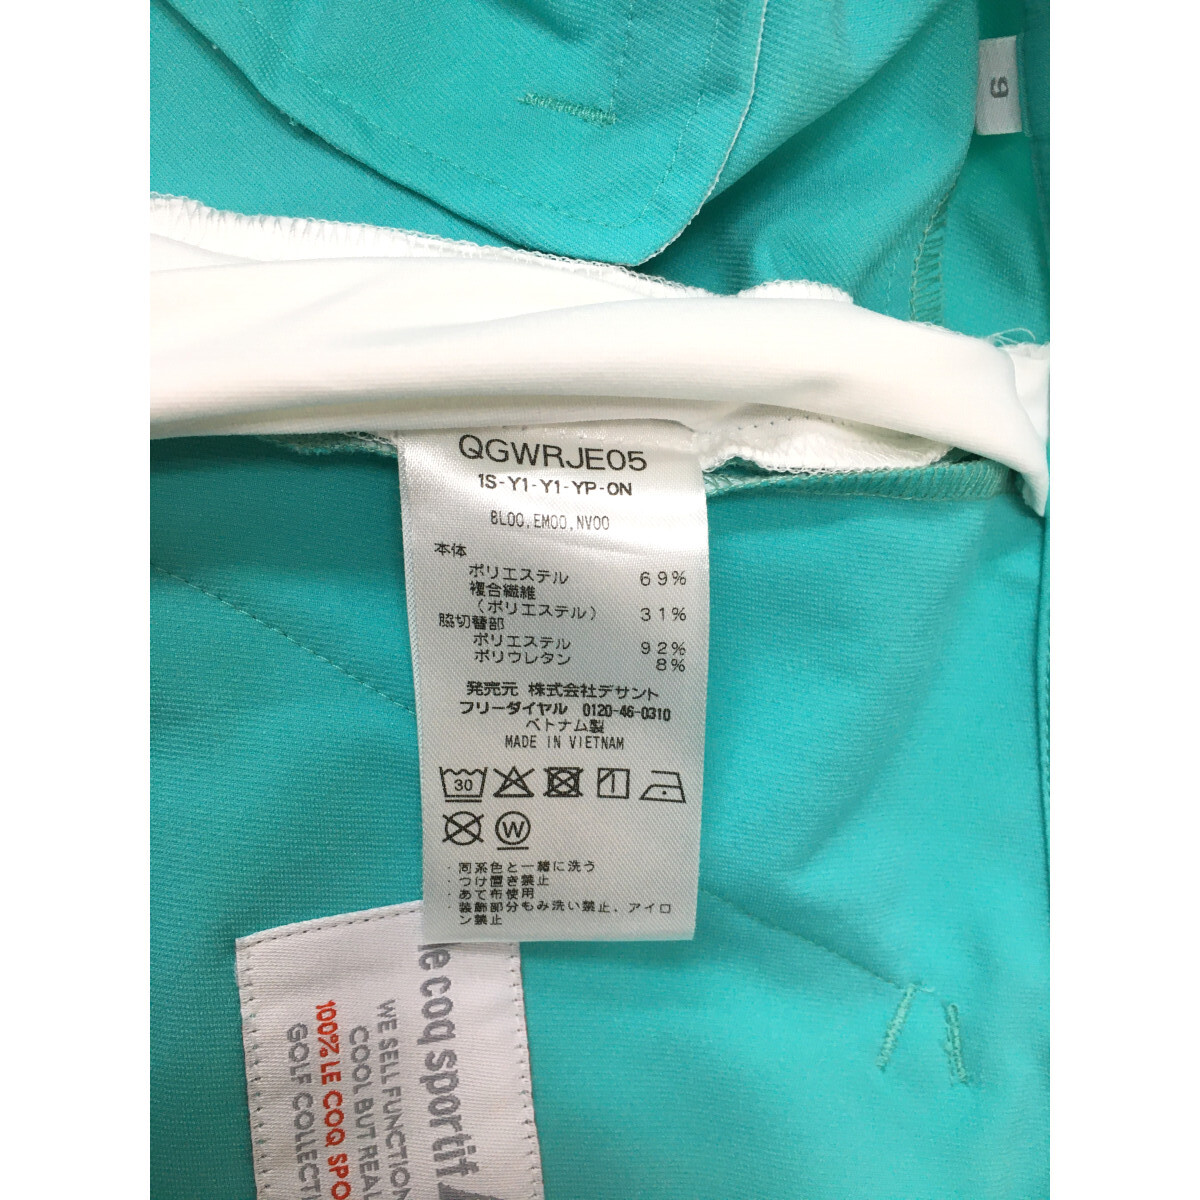 9
QGWRJE05
1S-Y1-Y1-YP-ON
BL00,EM00,NV00
本体
ポリエステル 69%
複合繊維
(ポリエステル) 31%
脇切替部
ポリエステル 92%
ポリウレタン 8%
発売元 株式会社デサント
フリーダイヤル 0120-46-0310
ベトナム製
MADE IN VIETNAM
30
W
・同系色と一緒に洗う
・つけ置き禁止
・あて布使用
・装飾部分もみ洗い禁止、アイロ
ン禁止
le coq sportif
WE SELL FUNCTION
COOL BUT REAL
100% LE COQ SPO
GOLF COLLECTI